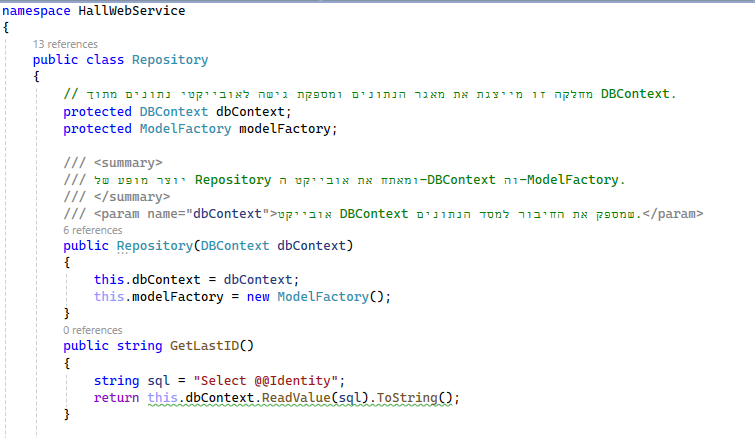 namespace HallWebService
{
13 references
public class Repository
{
// מחלקה זו מייצגת את מאגר הנתונים ומספקת גישה לאובייקטי נתונים מתוך DBContext.
protected DBContext dbContext;
protected ModelFactory modelFactory;
/// <summary>
/// יוצר מופע של Repository ומאתח את אובייקט ה-DBContext וה-ModelFactory.
/// </summary>
/// <param name="dbContext">אובייקט DBContext שמספק את החיבור למסד הנתונים.</param>
6 references
public Repository(DBContext dbContext)
{
this.dbContext = dbContext;
this.modelFactory = new ModelFactory();
}
0 references
public string GetLastID()
{
string sql = "Select @@Identity";
return this.dbContext.ReadValue(sql).ToString();
}